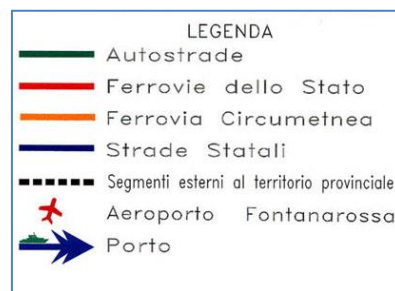 LEGENDA
Autostrade
Ferrovie dello Stato
Ferrovia Circumetnea
Strade Statali
Segmenti esterni al territorio provinciale
Aeroporto Fontanarossa
Porto